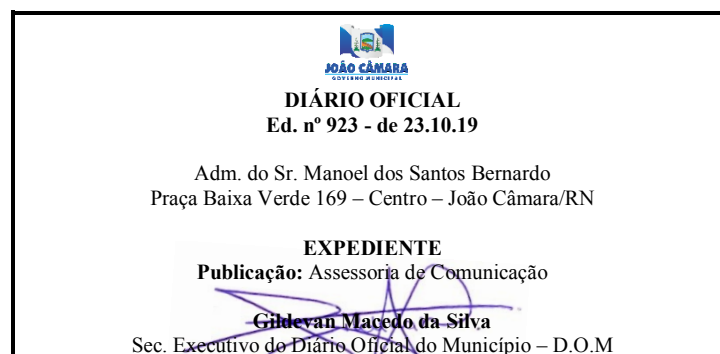 JOÃO CÂMARA
GOVERNO MUNICIPAL
DIÁRIO OFICIAL
Ed. nº 923 - de 23.10.19
Adm. do Sr. Manoel dos Santos Bernardo
Praça Baixa Verde 169 – Centro – João Câmara/RN
EXPEDIENTE
Publicação: Assessoria de Comunicação
Gildevan Macedo da Silva
Sec. Executivo do Diário Oficial do Município – D.O.M